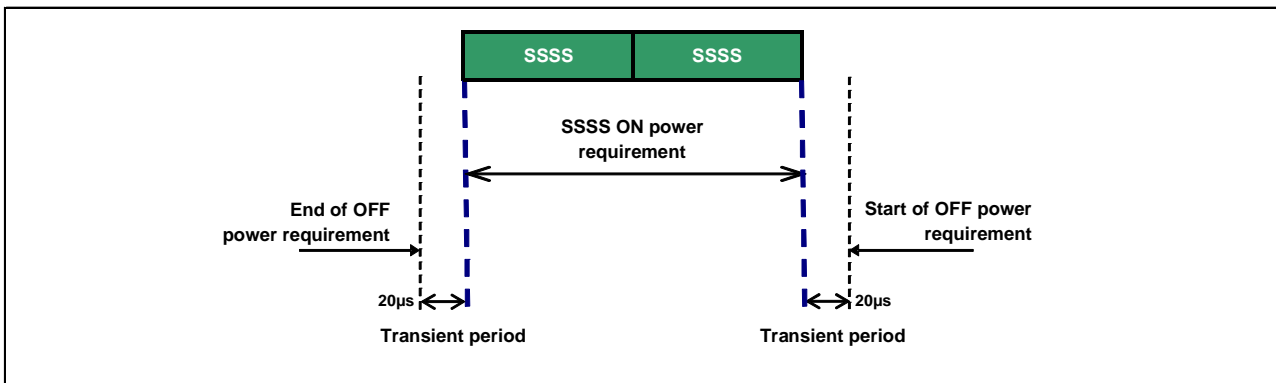 SSSS SSSS
SSSS ON power
requirement
End of OFF
power requirement
Start of OFF power
requirement
20µs
20µs
Transient period
Transient period